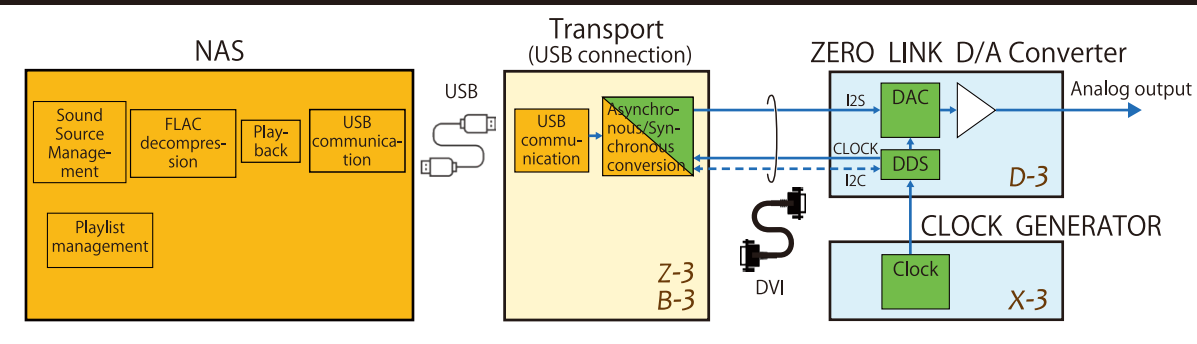 NAS
Sound
Source
Manage-
ment
FLAC
decompres-
sion
Play-
back
USB
communica-
tion
Playlist
management
USB
Transport
(USB connection)
USB
commu-
nication
Asynchro-
nous/Syn-
chronous
conversion
Z-3
B-3
DVI
ZERO LINK D/A Converter
I2S
CLOCK
I2C
DAC
DDS
D-3
Analog output
CLOCK GENERATOR
Clock
X-3